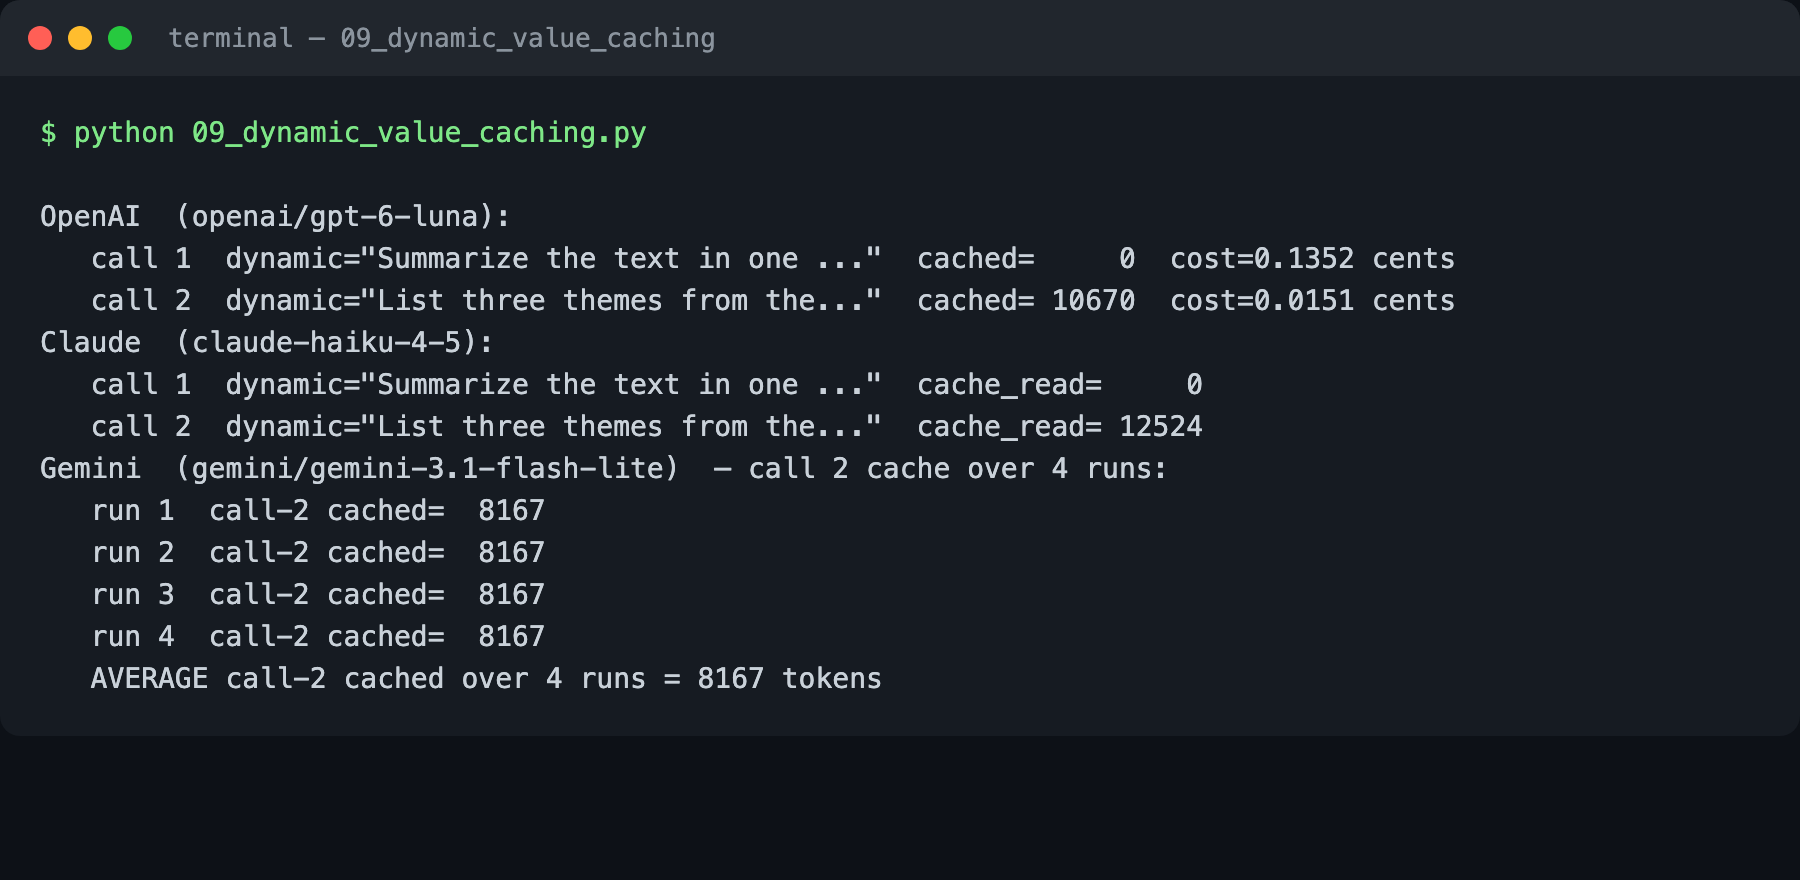 terminal — 09_dynamic_value_caching
$ python 09_dynamic_value_caching.py
OpenAI  (openai/gpt-6-luna):
   call 1  dynamic="Summarize the text in one ..."  cached=     0  cost=0.1352 cents
   call 2  dynamic="List three themes from the..."  cached= 10670  cost=0.0151 cents
Claude  (claude-haiku-4-5):
   call 1  dynamic="Summarize the text in one ..."  cache_read=     0
   call 2  dynamic="List three themes from the..."  cache_read= 12524
Gemini  (gemini/gemini-3.1-flash-lite)  — call 2 cache over 4 runs:
   run 1  call-2 cached=  8167
   run 2  call-2 cached=  8167
   run 3  call-2 cached=  8167
   run 4  call-2 cached=  8167
   AVERAGE call-2 cached over 4 runs = 8167 tokens